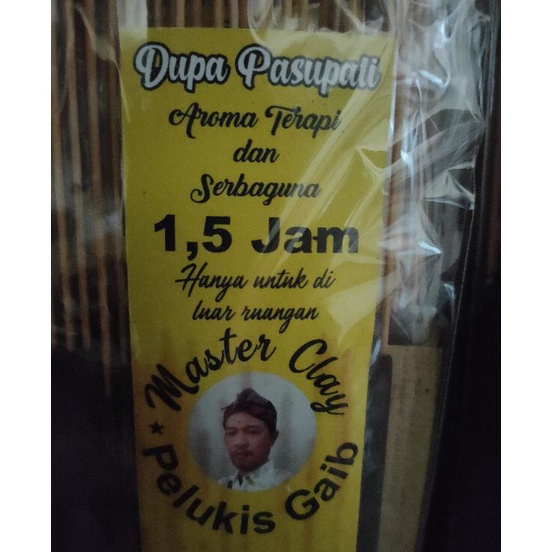 Dupa Pasupati
Aroma Terapi
dan
Serbaguna
1,5 Jam
Hanya untuk di
luar ruangan
Master Clay
★ Pelukis Gaib